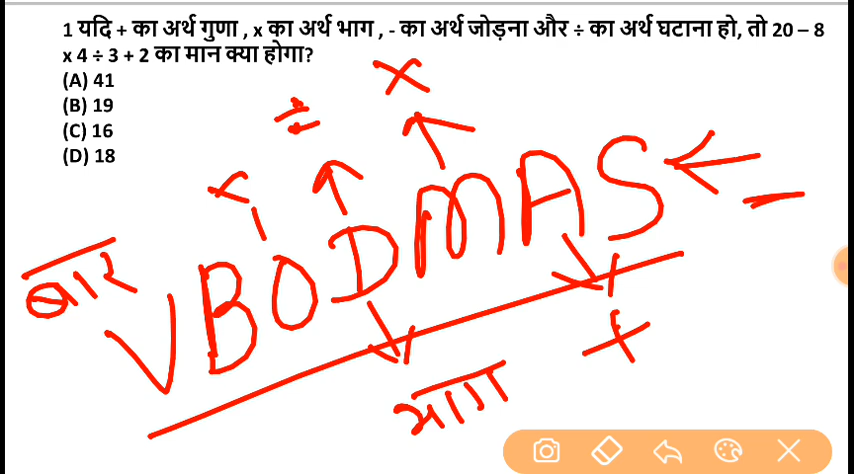 1 यदि + का अर्थ गुणा , x का अर्थ भाग , - का अर्थ जोड़ना और ÷ का अर्थ घटाना हो, तो 20 – 8
x 4 ÷ 3 + 2 का मान क्या होगा?
(A) 41
(B) 19
(C) 16
(D) 18
×
÷
×
VBODMAS
−
बार
+
भाग